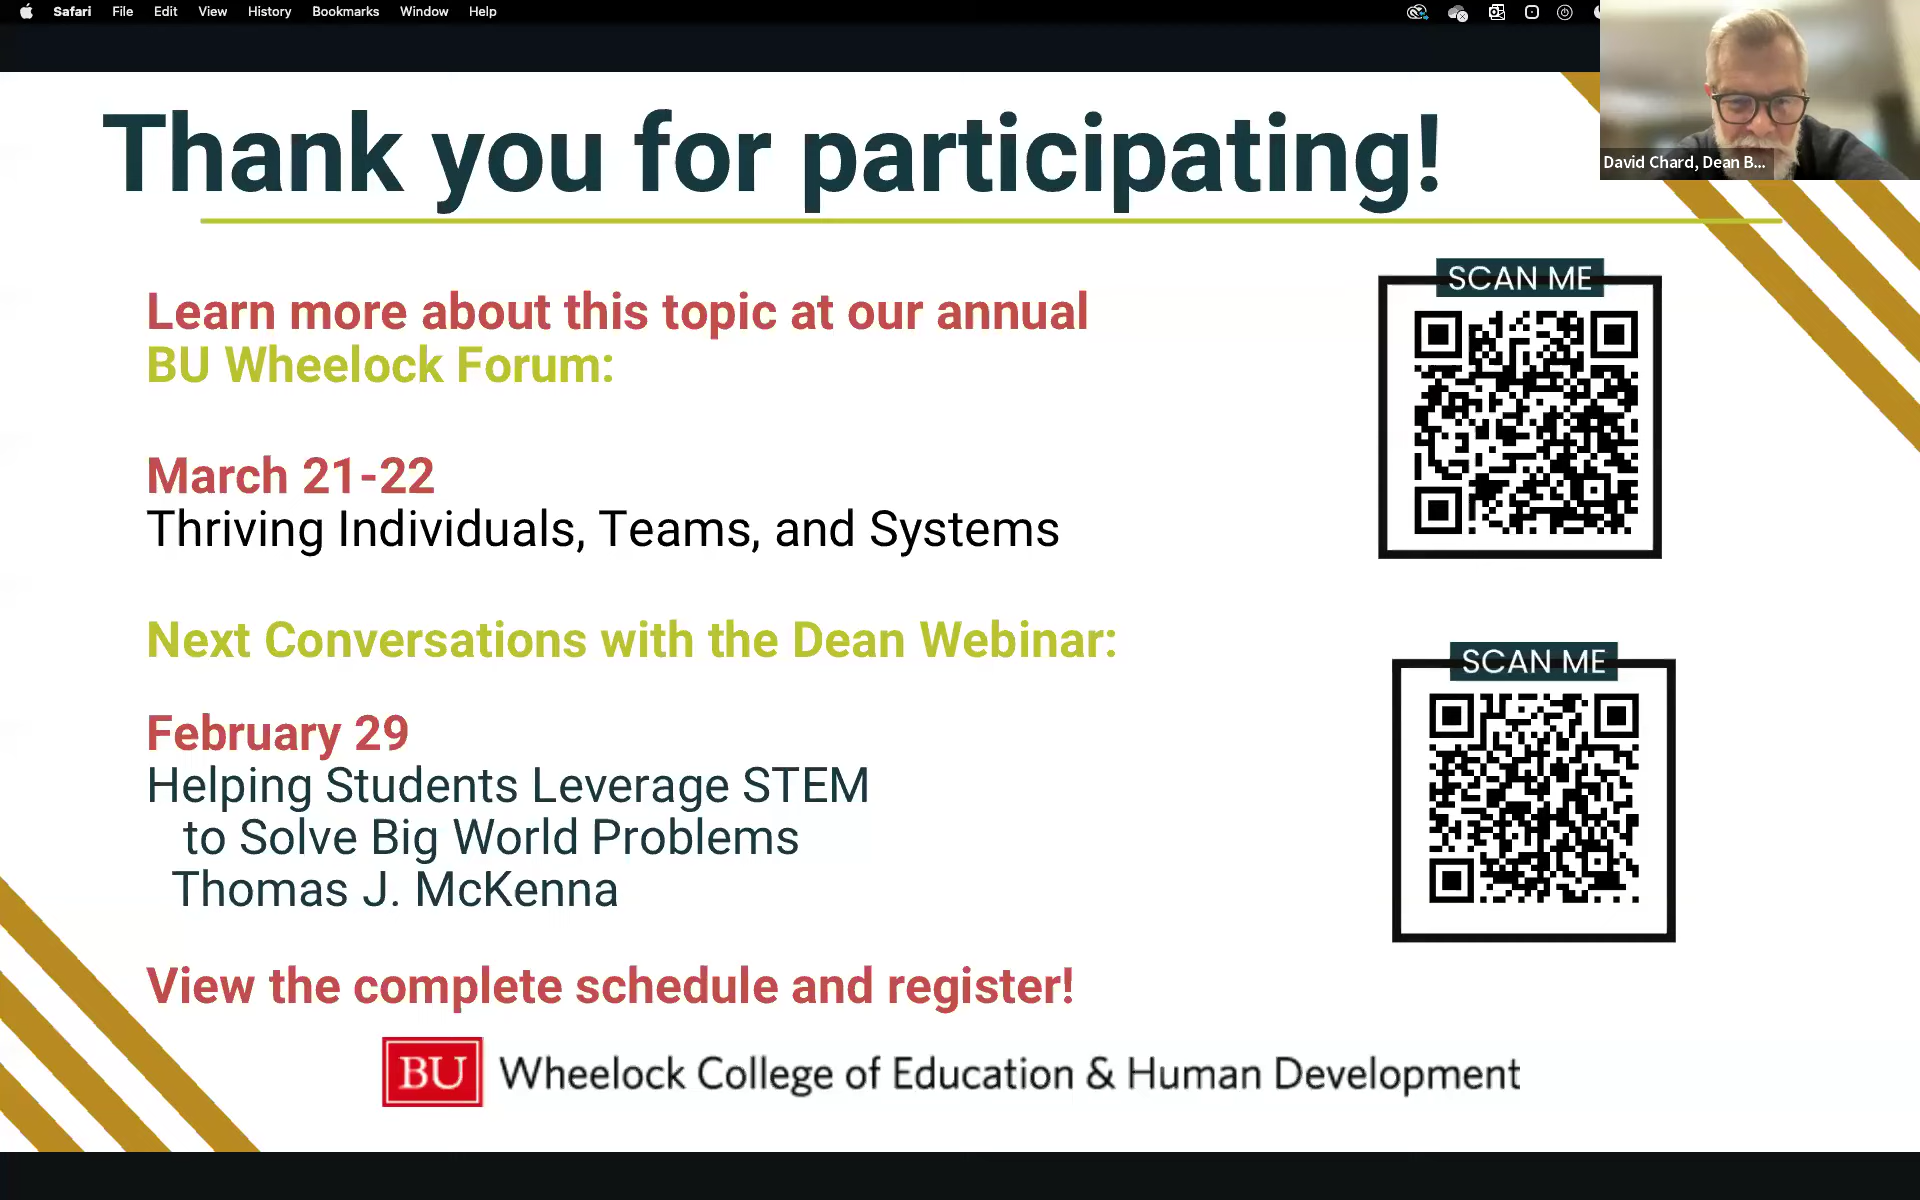 Safari File Edit View History Bookmarks Window Help
David Chard, Dean B...
Thank you for participating!
Learn more about this topic at our annual
BU Wheelock Forum:
March 21-22
Thriving Individuals, Teams, and Systems
SCAN ME
Next Conversations with the Dean Webinar:
February 29
Helping Students Leverage STEM
to Solve Big World Problems
Thomas J. McKenna
SCAN ME
View the complete schedule and register!
BU Wheelock College of Education & Human Development